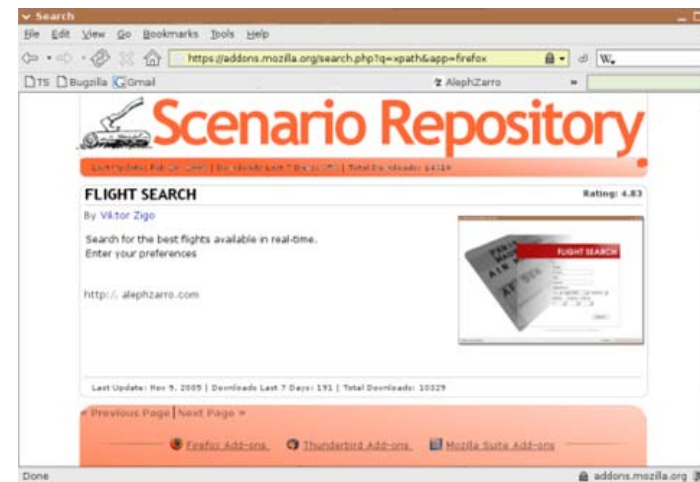 Search
File Edit View Go Bookmarks Tools Help
https://addons.mozilla.org/search.php?q=xpath&app=firefox
W.
TS Bugzilla Gmail AlephZarro »
Scenario Repository
FLIGHT SEARCH Rating: 4.83
By Viktor Zigo
Search for the best flights available in real-time.
Enter your preferences
http:/. alephzarro.com
FLIGHT SEARCH
Last Update: Nov 9, 2005 | Downloads Last 7 Days: 191 | Total Downloads: 10329
« Previous Page | Next Page »
Firefox Add-ons Thunderbird Add-ons Mozilla Suite Add-ons
Done addons.mozilla.org